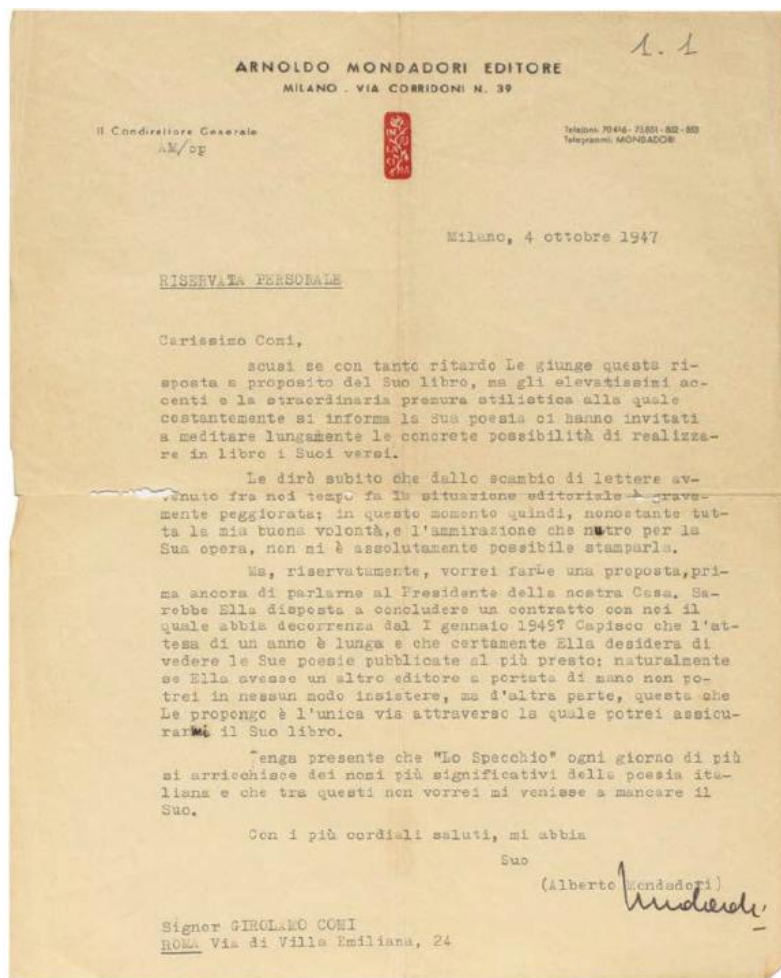 1. 1
ARNOLDO MONDADORI EDITORE
MILANO . VIA CORRIDONI N. 39
Il Condirettore Generale
AM/op
Telefoni: 70.416 - 73.851 - 852 - 853
Telegrammi: MONDADORI
Milano, 4 ottobre 1947
RISERVATA PERSONALE
Carissimo Comi,
scusi se con tanto ritardo Le giunge questa ri-
sposta a proposito del Suo libro, ma gli elevatissimi ac-
centi e la straordinaria premura stilistica alla quale
costantemente si informa la Sua poesia ci hanno invitati
a meditare lungamente le concrete possibilità di realizza-
re in libro i Suoi versi.
Le dirò subito che dallo scambio di lettere av-
venuto fra noi tempo fa la situazione editoriale è grave-
mente peggiorata; in questo momento quindi, nonostante tut-
ta la mia buona volontà,e l'ammirazione che nutro per la
Sua opera, non mi è assolutamente possibile stamparla.
Ma, riservatamente, vorrei farLe una proposta,pri-
ma ancora di parlarne al Presidente della nostra Casa. Sa-
rebbe Ella disposta a concludere un contratto con noi il
quale abbia decorrenza dal I gennaio 1949? Capisco che l'at-
tesa di un anno è lunga e che certamente Ella desidera di
vedere le Sue poesie pubblicate al più presto; naturalmente
se Ella avesse un altro editore a portata di mano non po-
trei in nessun modo insistere, ma d'altra parte, questa che
Le propongo è l'unica via attraverso la quale potrei assicu-
rarmi il Suo libro.
Tenga presente che "Lo Specchio" ogni giorno di più
si arricchisce dei nomi più significativi della poesia ita-
liana e che tra questi non vorrei mi venisse a mancare il
Suo.
Con i più cordiali saluti, mi abbia
Suo
(Alberto Mondadori)
Mondadori
Signor GIROLAMO COMI
ROMA Via di Villa Emiliana, 24